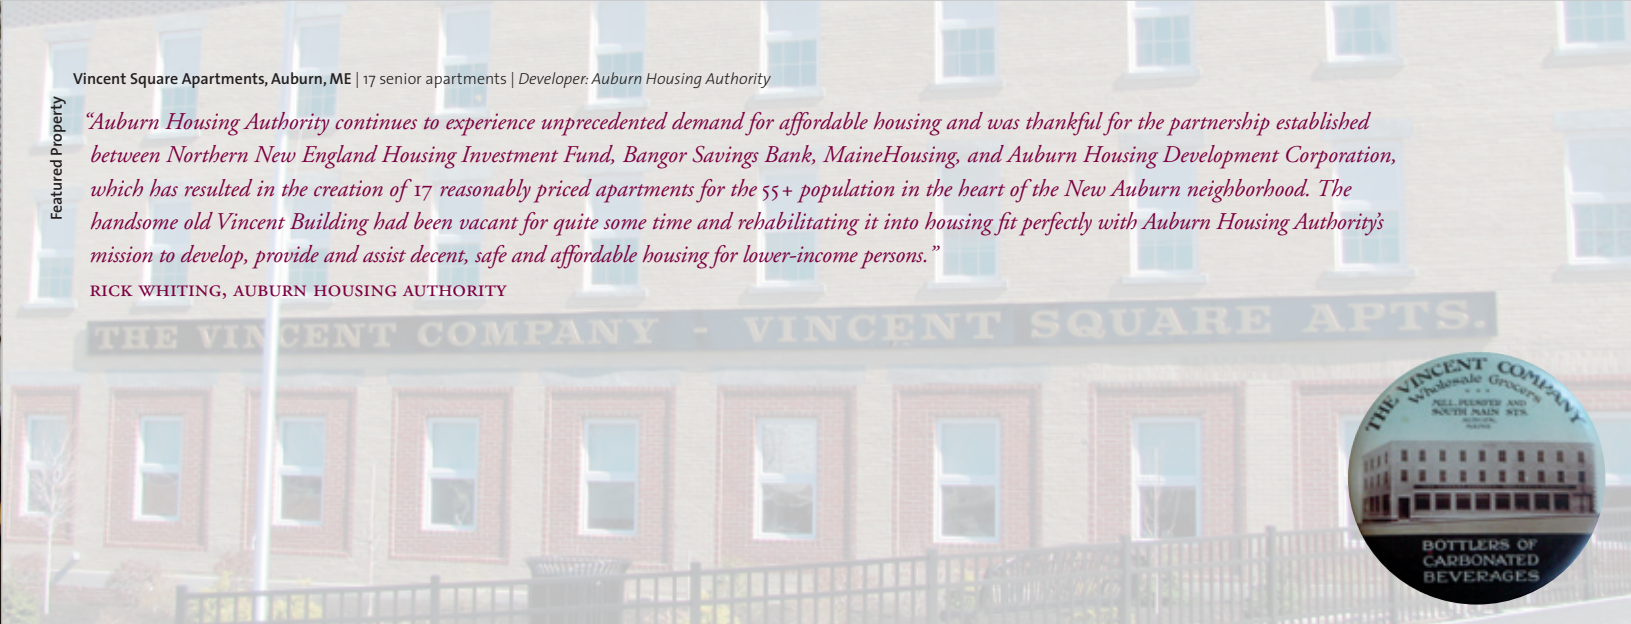 Vincent Square Apartments, Auburn, ME | 17 senior apartments | Developer: Auburn Housing Authority
Featured Property
“Auburn Housing Authority continues to experience unprecedented demand for affordable housing and was thankful for the partnership established
between Northern New England Housing Investment Fund, Bangor Savings Bank, MaineHousing, and Auburn Housing Development Corporation,
which has resulted in the creation of 17 reasonably priced apartments for the 55+ population in the heart of the New Auburn neighborhood. The
handsome old Vincent Building had been vacant for quite some time and rehabilitating it into housing fit perfectly with Auburn Housing Authority’s
mission to develop, provide and assist decent, safe and affordable housing for lower-income persons.”
RICK WHITING, AUBURN HOUSING AUTHORITY
THE VINCENT COMPANY - VINCENT SQUARE APTS.
THE VINCENT COMPANY
Wholesale Grocers
MILL, PULSIFER AND
SOUTH MAIN STS.
MAINE
BOTTLERS OF
CARBONATED
BEVERAGES